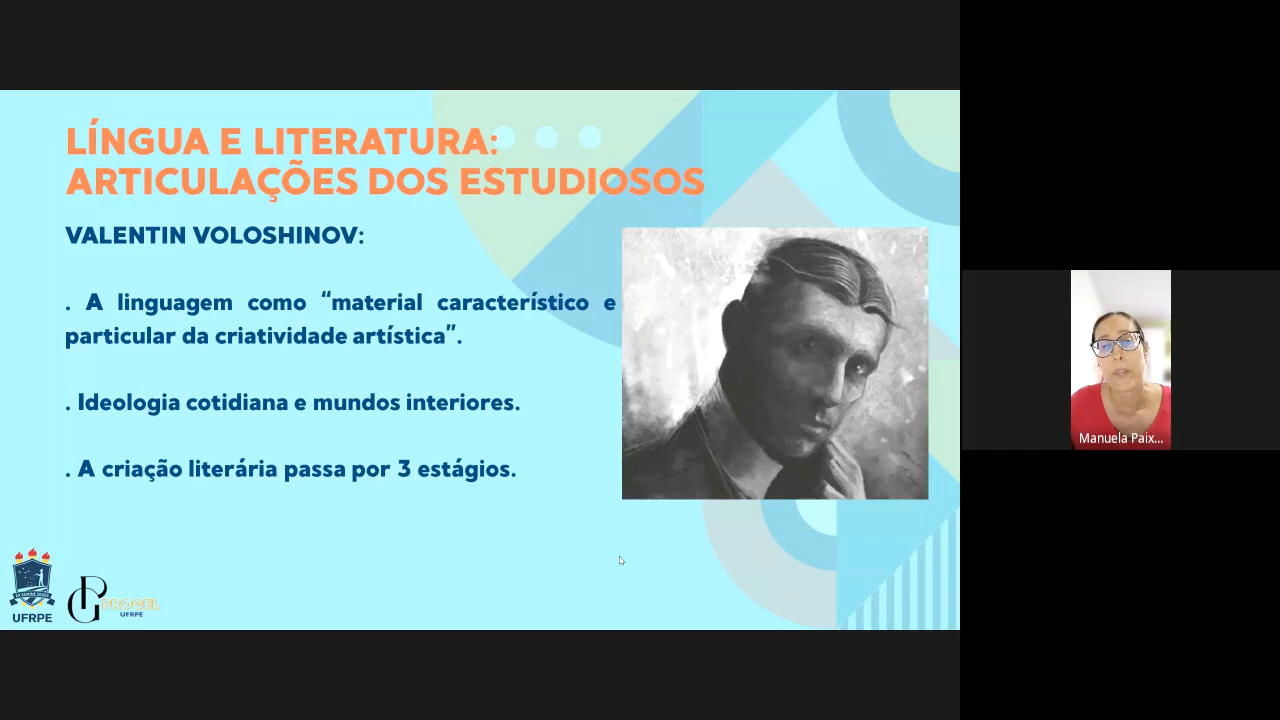 LÍNGUA E LITERATURA:
ARTICULAÇÕES DOS ESTUDIOSOS
VALENTIN VOLOSHINOV:
. A linguagem como “material característico e
particular da criatividade artística”.
. Ideologia cotidiana e mundos interiores.
. A criação literária passa por 3 estágios.
UFRPE
PROGEL
UFRPE
Manuela Paix...